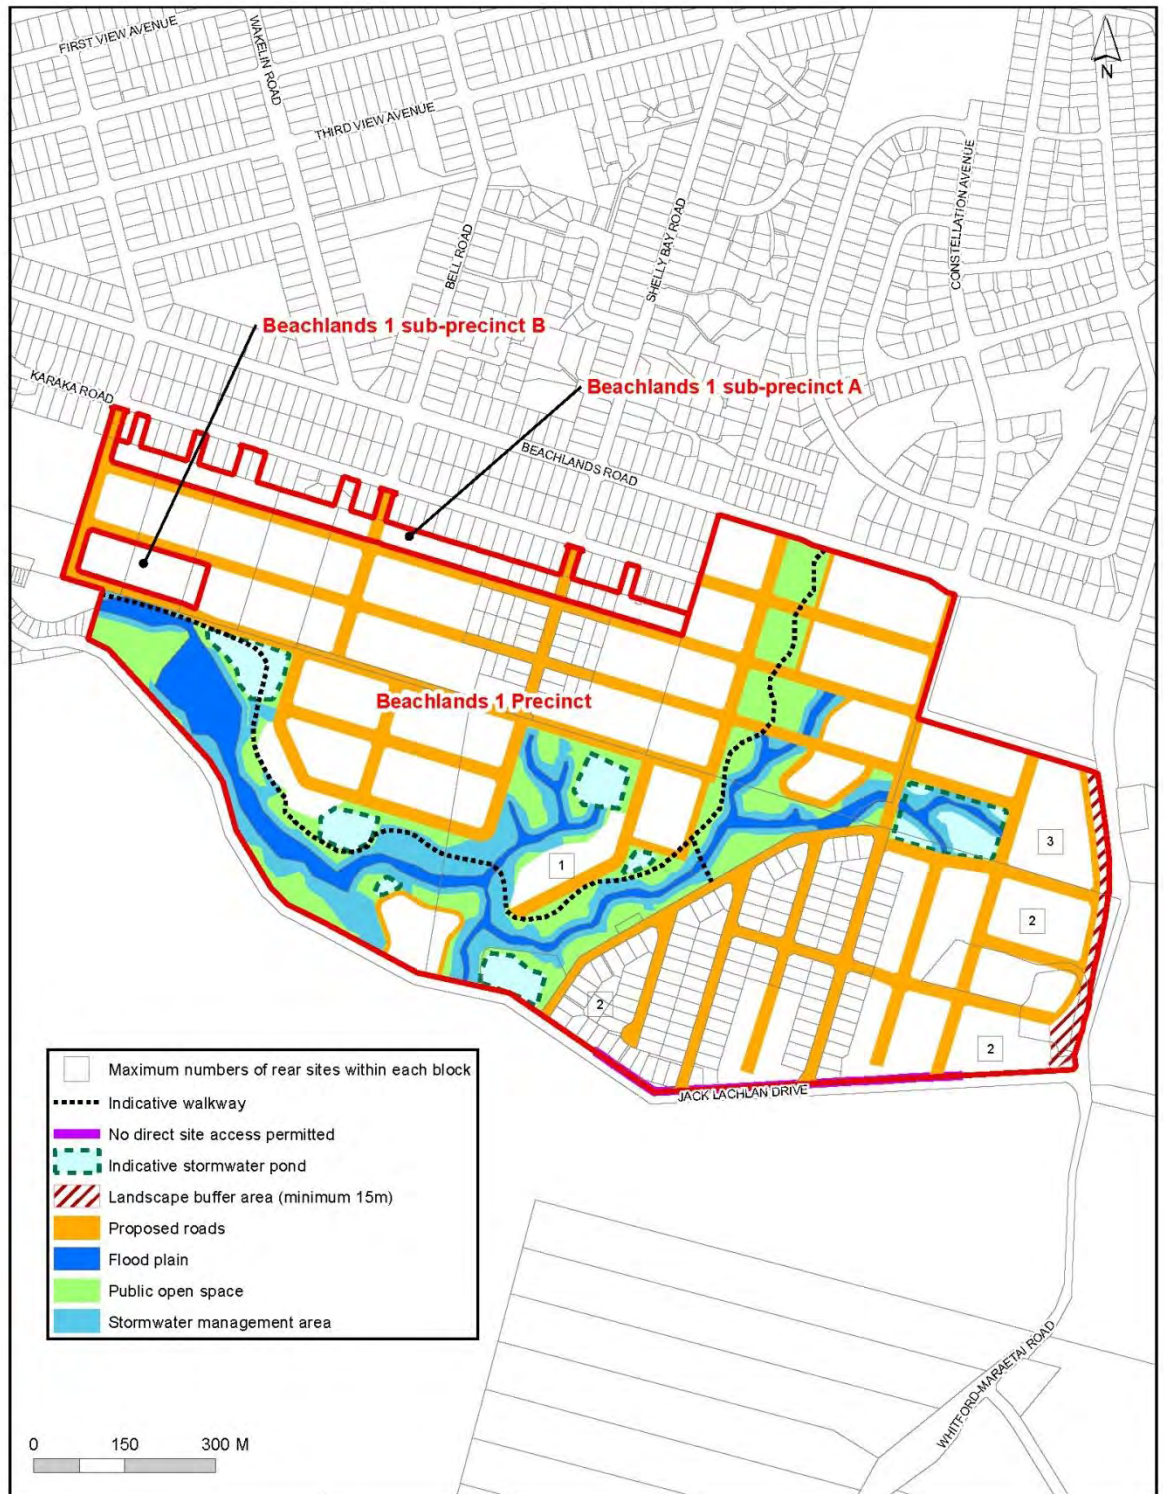 FIRST VIEW AVENUE
WAKELIN ROAD
N
THIRD VIEW AVENUE
CONSTELLATION AVENUE
SHELLY BAY ROAD
BELL ROAD
Beachlands 1 sub-precinct B
KARAKA ROAD
Beachlands 1 sub-precinct A
BEACHLANDS ROAD
Beachlands 1 Precinct
3
1
2
2
2
JACK LACHLAN DRIVE
Maximum numbers of rear sites within each block
Indicative walkway
No direct site access permitted
Indicative stormwater pond
Landscape buffer area (minimum 15m)
Proposed roads
Flood plain
Public open space
Stormwater management area
WHITFORD-MARAETAI ROAD
0 150 300 M